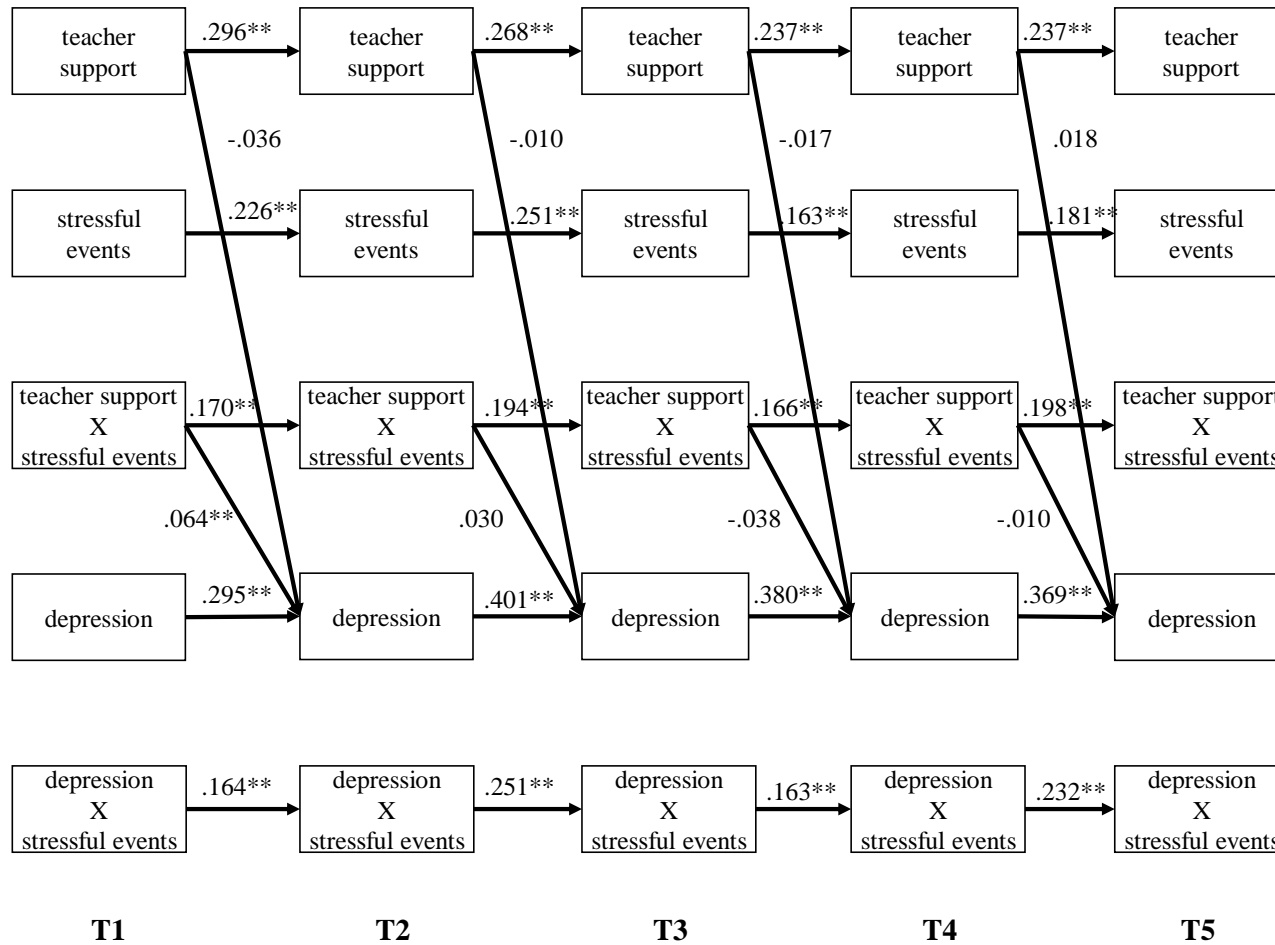 teacher
support
.296**
teacher
support
.268**
teacher
support
.237**
teacher
support
.237**
teacher
support
-.036
-.010
-.017
.018
stressful
events
.226**
stressful
events
.251**
stressful
events
.163**
stressful
events
.181**
stressful
events
teacher support
X
stressful events
.170**
teacher support
X
stressful events
.194**
teacher support
X
stressful events
.166**
teacher support
X
stressful events
.198**
teacher support
X
stressful events
.064**
.030
-.038
-.010
depression
.295**
depression
.401**
depression
.380**
depression
.369**
depression
depression
X
stressful events
.164**
depression
X
stressful events
.251**
depression
X
stressful events
.163**
depression
X
stressful events
.232**
depression
X
stressful events
T1
T2
T3
T4
T5